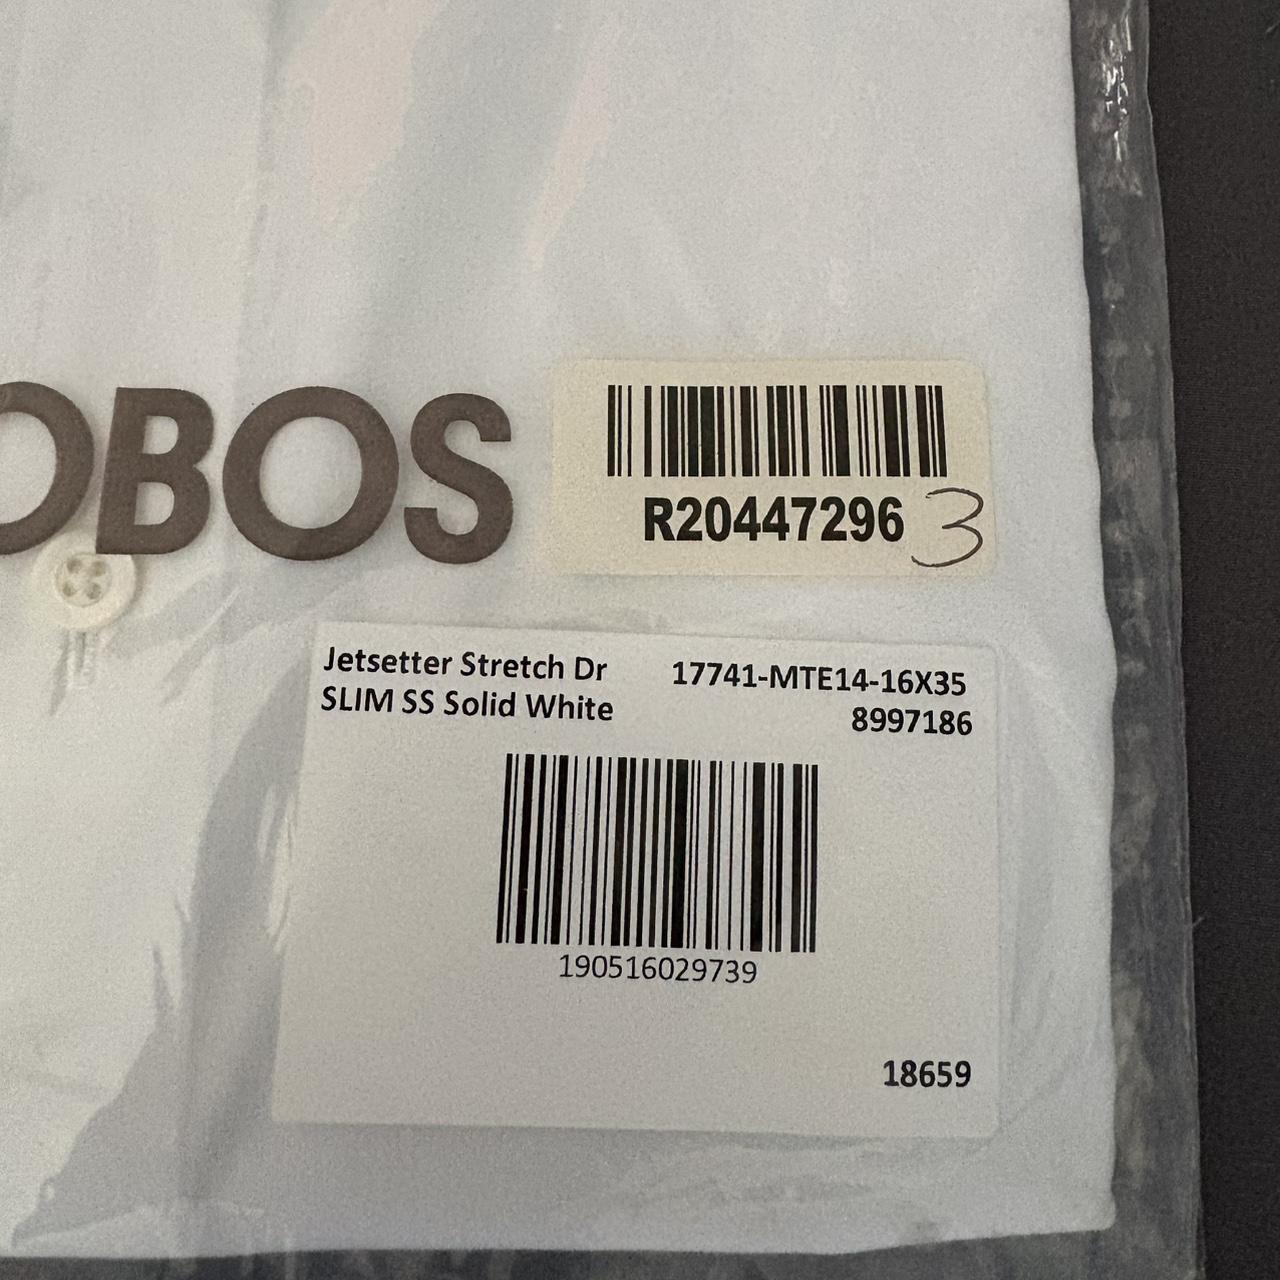 OBOS
R20447296 3
Jetsetter Stretch Dr 17741-MTE14-16X35
SLIM SS Solid White 8997186
190516029739
18659